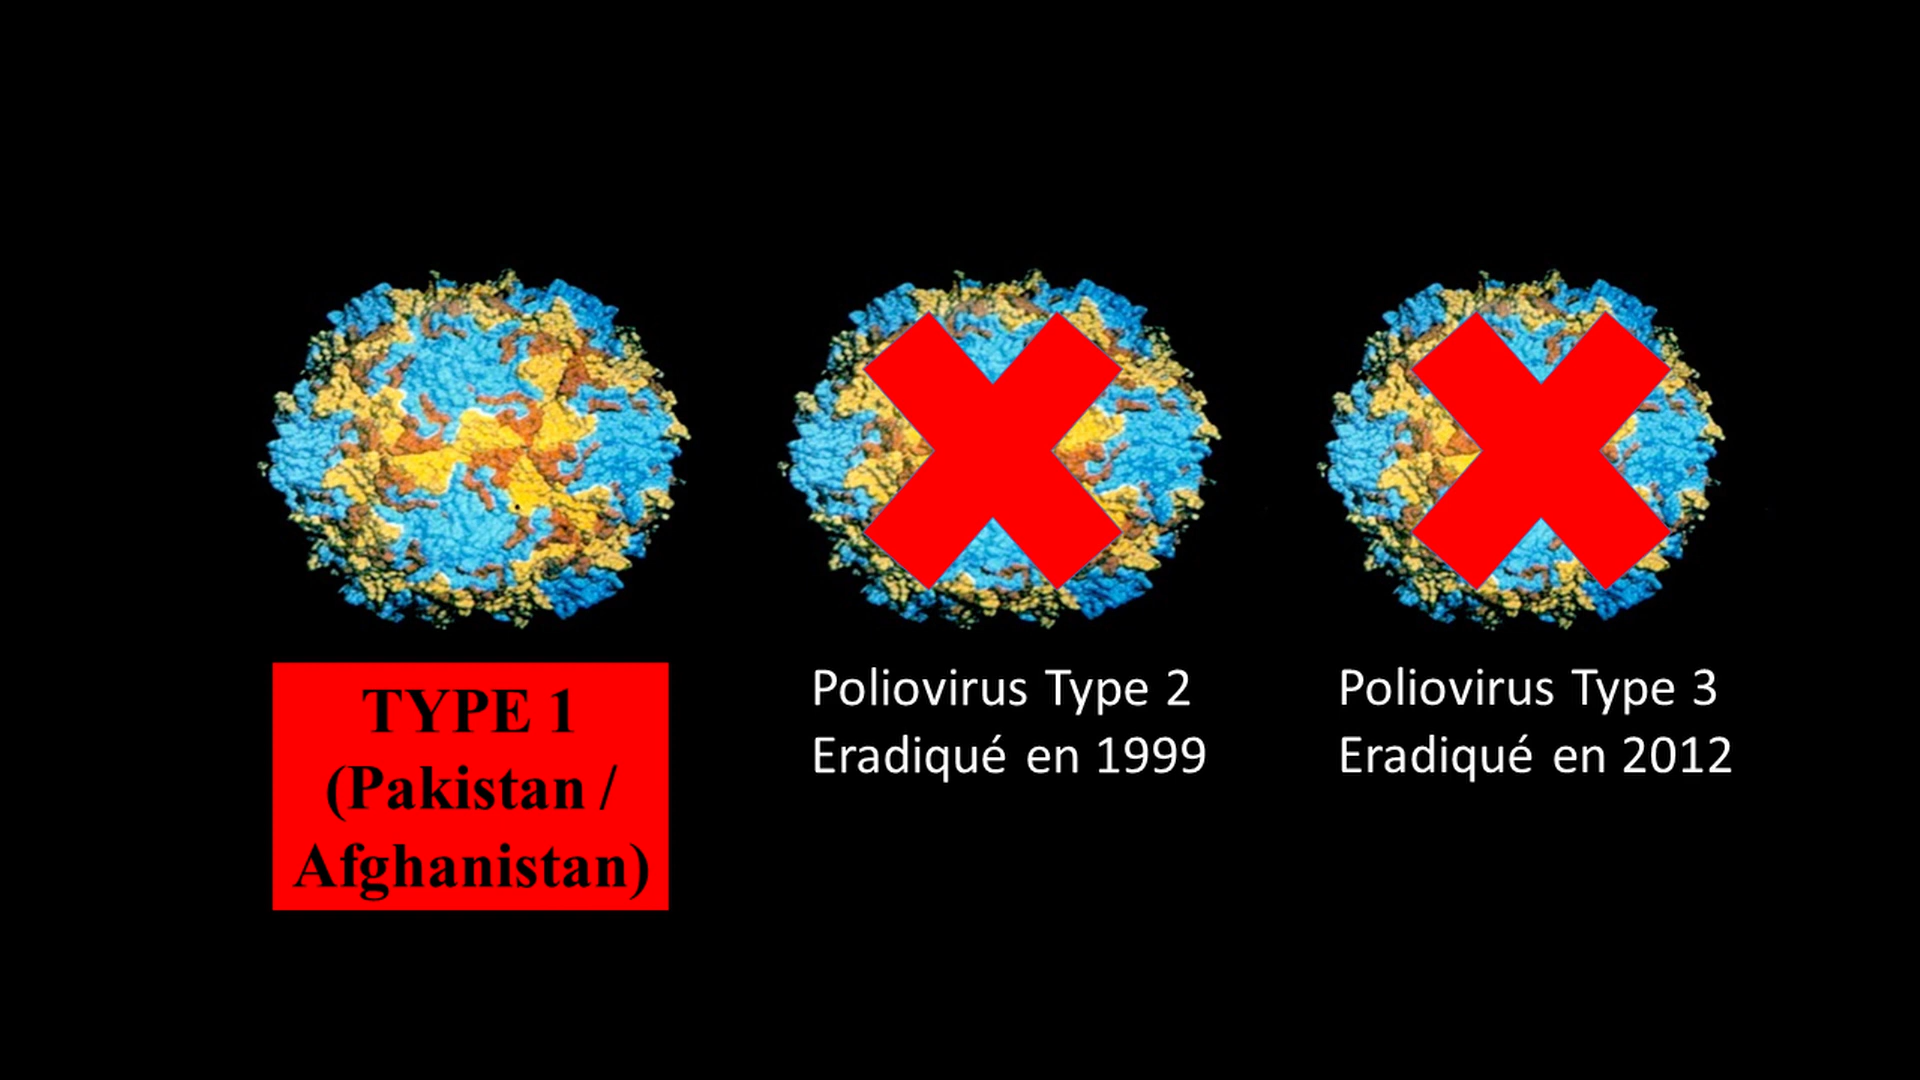 TYPE 1
(Pakistan /
Afghanistan)
Poliovirus Type 2
Eradiqué en 1999
Poliovirus Type 3
Eradiqué en 2012